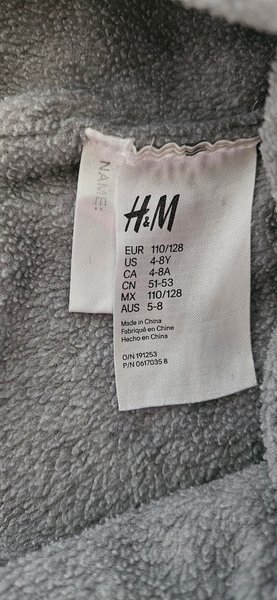 NAME:
H&M
EUR 110/128
US 4-8Y
CA 4-8A
CN 51-53
MX 110/128
AUS 5-8
Made in China
Fabriqué en Chine
Hecho en China
O/N 191253
P/N 0617035 8